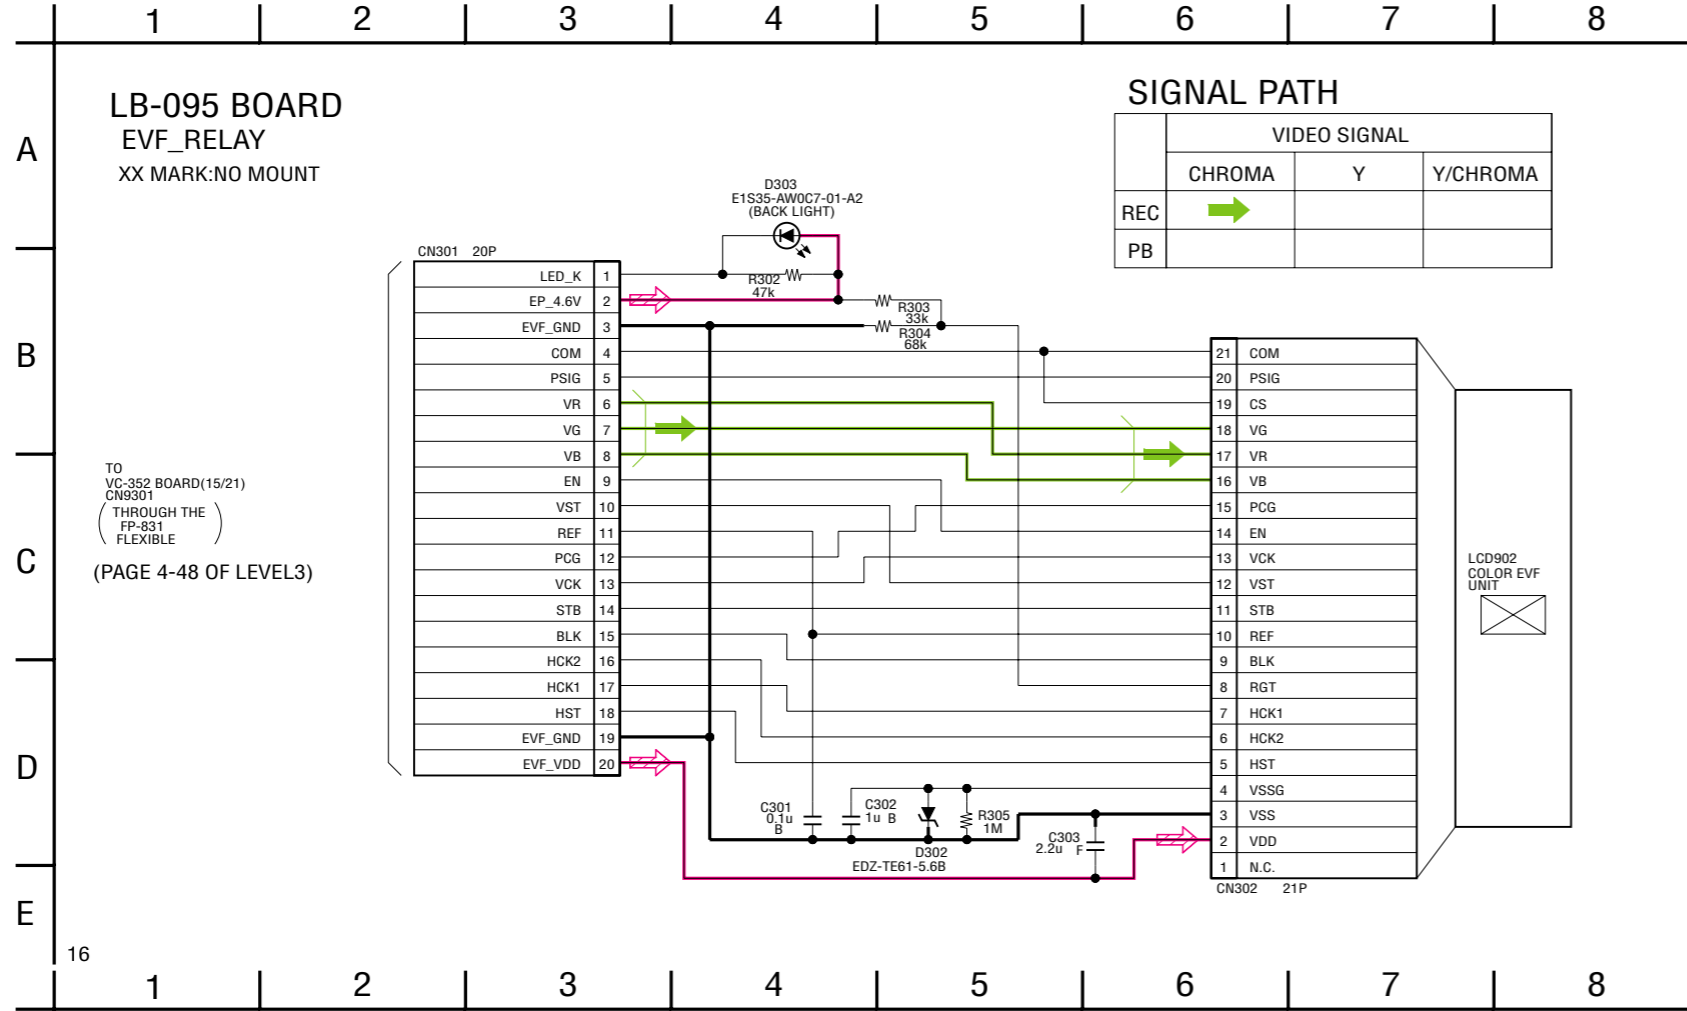 1 2 3 4 5 6 7 8
A
B
C
D
E
LB-095 BOARD
EVF_RELAY
XX MARK:NO MOUNT
SIGNAL PATH
VIDEO SIGNAL
CHROMA Y Y/CHROMA
REC
PB
D303
E1S35-AW0C7-01-A2
(BACK LIGHT)
R302
47k
R303
33k
R304
68k
CN301 20P
LED_K 1
EP_4.6V 2
EVF_GND 3
COM 4
PSIG 5
VR 6
VG 7
VB 8
EN 9
VST 10
REF 11
PCG 12
VCK 13
STB 14
BLK 15
HCK2 16
HCK1 17
HST 18
EVF_GND 19
EVF_VDD 20
TO
VC-352 BOARD(15/21)
CN9301
(THROUGH THE
FP-831
FLEXIBLE)
(PAGE 4-48 OF LEVEL3)
21 COM
20 PSIG
19 CS
18 VG
17 VR
16 VB
15 PCG
14 EN
13 VCK
12 VST
11 STB
10 REF
9 BLK
8 RGT
7 HCK1
6 HCK2
5 HST
4 VSSG
3 VSS
2 VDD
1 N.C.
CN302 21P
LCD902
COLOR EVF
UNIT
C301
0.1u
B
C302
1u B
D302
EDZ-TE61-5.6B
R305
1M
C303
2.2u F
16
1 2 3 4 5 6 7 8